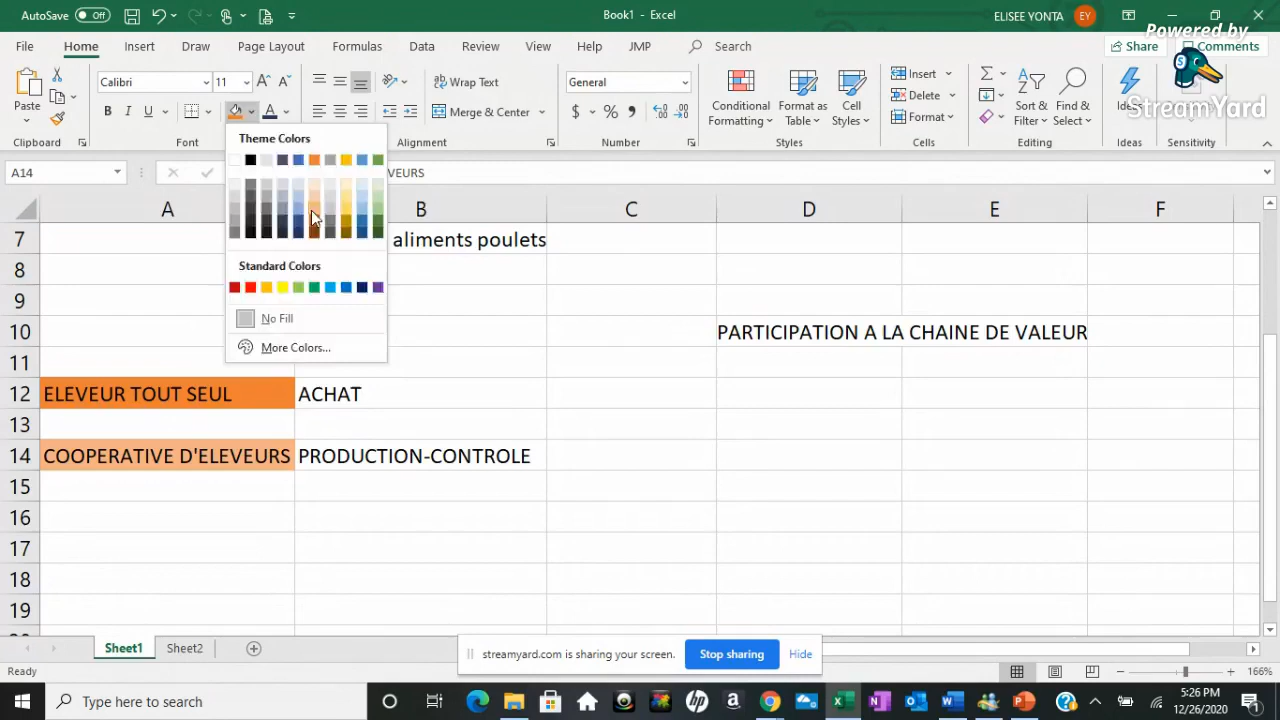 AutoSave Off Book1 - Excel ELISEE YONTA EY
Powered by
File Home Insert Draw Page Layout Formulas Data Review View Help JMP Search Share Comments
StreamYard
Paste Calibri 11 Wrap Text General Conditional Formatting Format as Table Cell Styles Insert Sort & Filter Find & Select
B I U Merge & Center $ % Delete
Format
Clipboard Font Alignment Number Styles Cells Editing Ideas Sensitivity
Theme Colors
A14
Standard Colors
No Fill
More Colors...
A B C D E F
7 aliments poulets
8
9
10 PARTICIPATION A LA CHAINE DE VALEUR
11
12 ELEVEUR TOUT SEUL ACHAT
13
14 COOPERATIVE D'ELEVEURS PRODUCTION-CONTROLE
15
16
17
18
19
Sheet1 Sheet2
streamyard.com is sharing your screen. Stop sharing Hide
Ready 166%
Type here to search 5:26 PM
12/26/2020